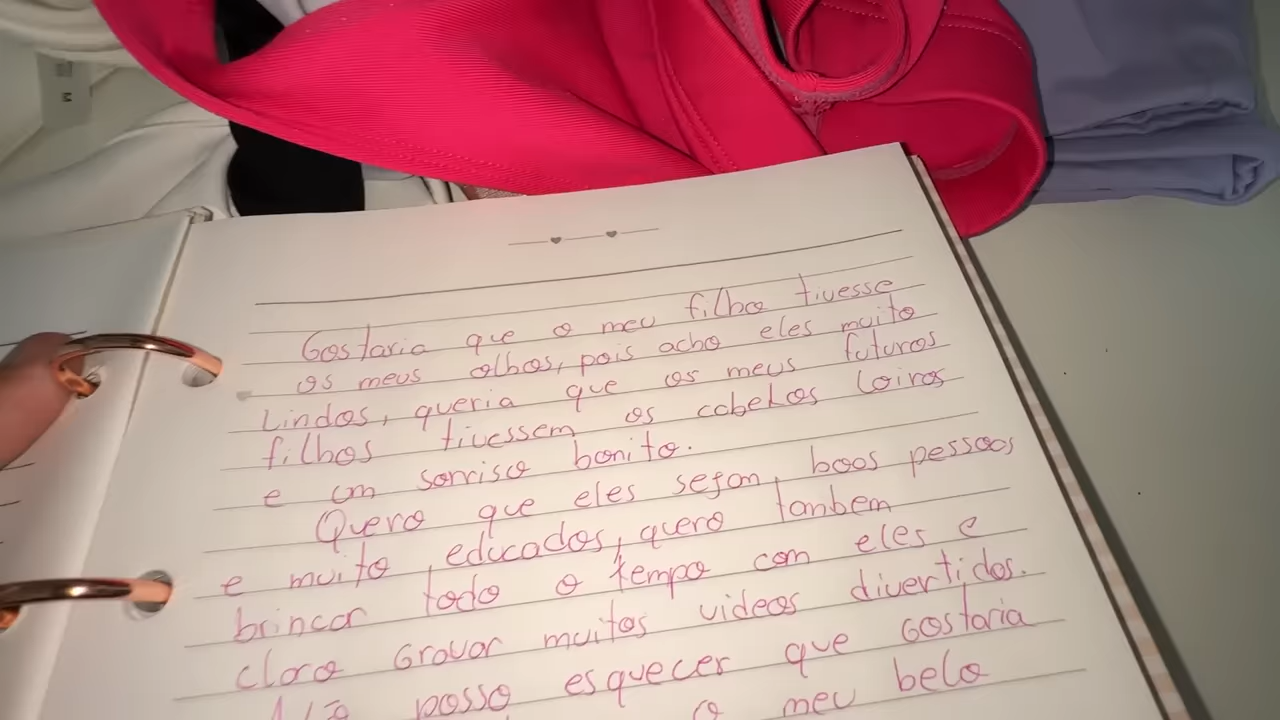 M
Gostaria que o meu filho tivesse
os meus olhos, pois acho eles muito
Lindos, queria que os meus futuros
filhos tivessem os cabelos loiros
e um sorriso bonito.
Quero que eles sejam, boas pessoas
e muito, educados, quero tambem
brincar todo o tempo com eles e
claro Gravar muitos videos divertidos.
Não posso esquecer que Gostaria
o meu belo